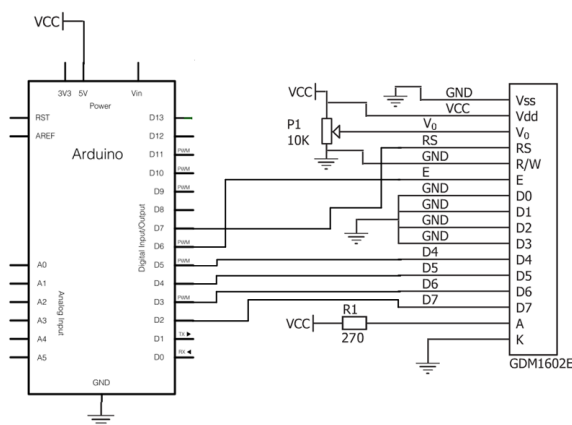 VCC
3V3 5V Vin
Power
RST
AREF
Arduino
D13
D12
D11 PWM
D10 PWM
D9 PWM
D8
D7
D6 PWM
D5 PWM
D4
D3 PWM
D2
D1 TX ▶
D0 RX ◀
Digital Input/Output
A0
A1
A2
A3
A4
A5
Analog Input
GND
VCC
P1
10K
GND
VCC
V₀
RS
GND
E
GND
GND
GND
GND
D4
D5
D6
D7
R1
VCC
270
Vss
Vdd
V₀
RS
R/W
E
D0
D1
D2
D3
D4
D5
D6
D7
A
K
GDM1602E